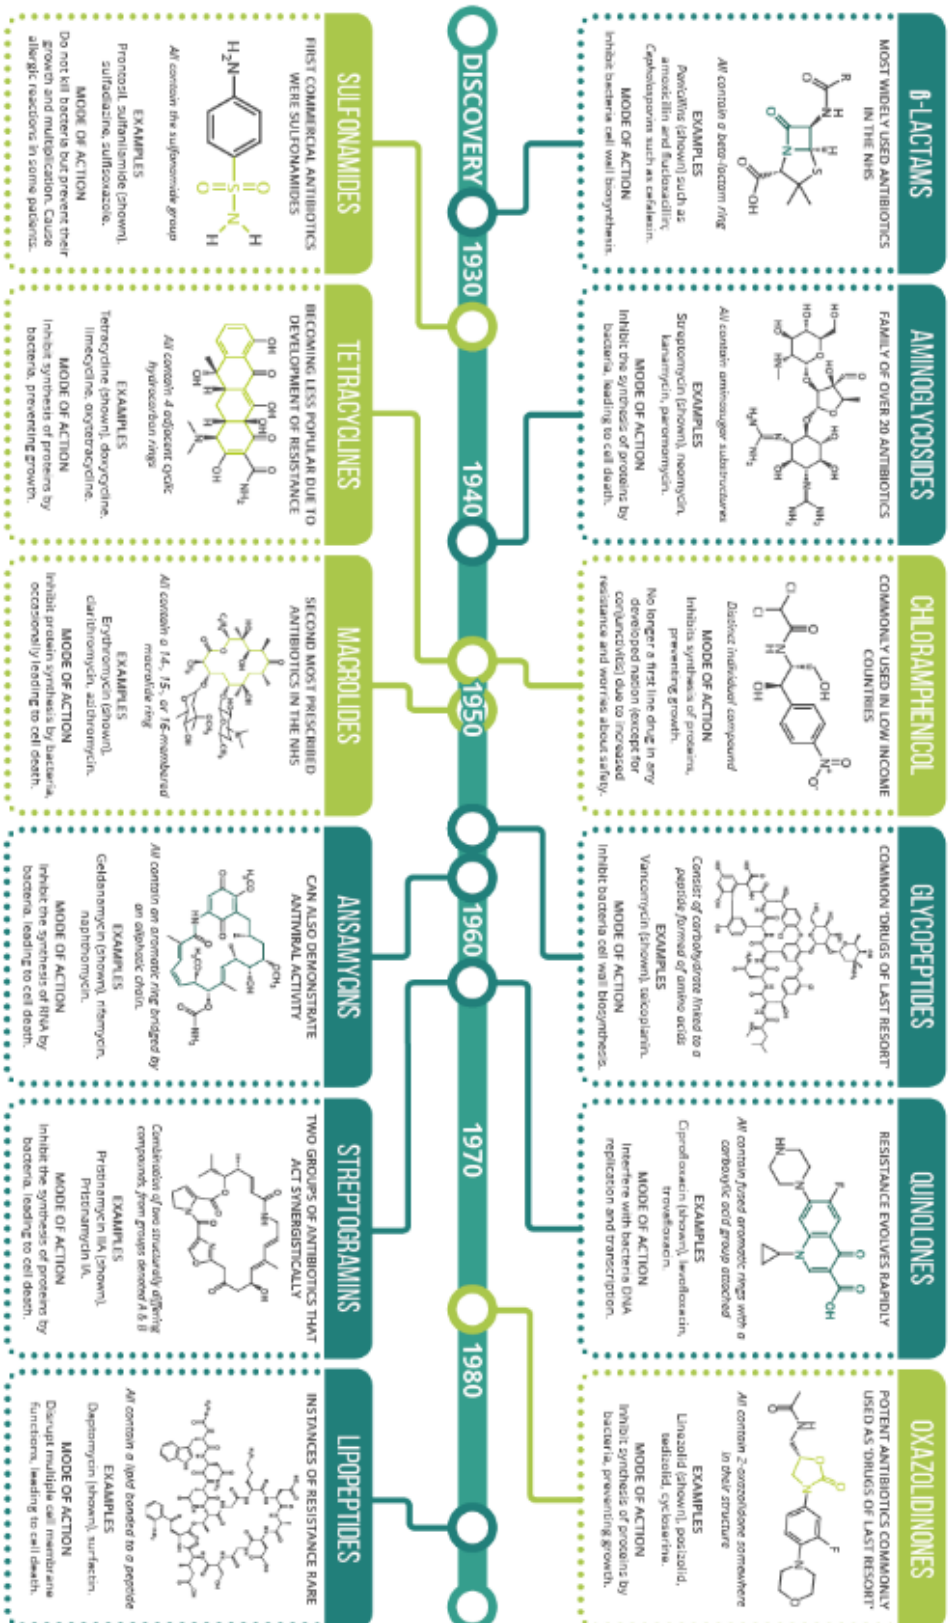 β-LACTAMS
MOST WIDELY USED ANTIBIOTICS
IN THE NHS
R
O
N
H
H
S
O
N
O
OH
All contain a beta-lactam ring
EXAMPLES
Penicillins (shown) such as
amoxicillin and flucloxacillin;
Cephalosporins such as cefalexin.
MODE OF ACTION
Inhibit bacteria cell wall biosynthesis.
AMINOGLYCOSIDES
FAMILY OF OVER 20 ANTIBIOTICS
All contain aminosugar substructures
EXAMPLES
Streptomycin (shown), neomycin,
kanamycin, paromomycin.
MODE OF ACTION
Inhibit the synthesis of proteins by
bacteria, leading to cell death.
CHLORAMPHENICOL
COMMONLY USED IN LOW INCOME
COUNTRIES
Cl
Cl
O
N
H
OH
OH
N⁺
O
O⁻
Distinct individual compound
MODE OF ACTION
Inhibits synthesis of proteins,
preventing growth.
No longer a first line drug in any
developed nation (except for
conjunctivitis) due to increased
resistance and worries about safety.
GLYCOPEPTIDES
COMMON 'DRUGS OF LAST RESORT'
Consist of carbohydrate linked to a
peptide formed of amino acids
EXAMPLES
Vancomycin (shown), teicoplanin.
MODE OF ACTION
Inhibit bacteria cell wall biosynthesis.
QUINOLONES
RESISTANCE EVOLVES RAPIDLY
HN
N
F
N
O
O
OH
All contain fused aromatic rings with a
carboxylic acid group attached
EXAMPLES
Ciprofloxacin (shown), levofloxacin,
trovafloxacin.
MODE OF ACTION
Interfere with bacteria DNA
replication and transcription.
OXAZOLIDINONES
POTENT ANTIBIOTICS COMMONLY
USED AS 'DRUGS OF LAST RESORT'
O
N
O
O
N
F
N
O
All contain 2-oxazolidone somewhere
in their structure
EXAMPLES
Linezolid (shown), posizolid,
tedizolid, cycloserine.
MODE OF ACTION
Inhibit synthesis of proteins by
bacteria, preventing growth.
DISCOVERY
1930
1940
1950
1960
1970
1980
SULFONAMIDES
FIRST COMMERCIAL ANTIBIOTICS
WERE SULFONAMIDES
H₂N
O
S
O
N
H
H
All contain the sulfonamide group
EXAMPLES
Prontosil, sulfanilamide (shown),
sulfadiazine, sulfisoxazole.
MODE OF ACTION
Do not kill bacteria but prevent their
growth and multiplication. Cause
allergic reactions in some patients.
TETRACYCLINES
BECOMING LESS POPULAR DUE TO
DEVELOPMENT OF RESISTANCE
All contain 4 adjacent cyclic
hydrocarbon rings
EXAMPLES
Tetracycline (shown), doxycycline,
limecycline, oxytetracycline.
MODE OF ACTION
Inhibit synthesis of proteins by
bacteria, preventing growth.
MACROLIDES
SECOND MOST PRESCRIBED
ANTIBIOTICS IN THE NHS
All contain a 14-, 15-, or 16-membered
macrolide ring
EXAMPLES
Erythromycin (shown),
clarithromycin, azithromycin.
MODE OF ACTION
Inhibit protein synthesis by bacteria,
occasionally leading to cell death.
ANSAMYCINS
CAN ALSO DEMONSTRATE
ANTIVIRAL ACTIVITY
All contain an aromatic ring bridged by
an aliphatic chain.
EXAMPLES
Geldanamycin (shown), rifamycin,
naphthomycin.
MODE OF ACTION
Inhibit the synthesis of RNA by
bacteria, leading to cell death.
STREPTOGRAMINS
TWO GROUPS OF ANTIBIOTICS THAT
ACT SYNERGISTICALLY
Combination of two structurally differing
compounds, from groups denoted A & B
EXAMPLES
Pristinamycin IIA (shown),
Pristinamycin IA.
MODE OF ACTION
Inhibit the synthesis of proteins by
bacteria, leading to cell death.
LIPOPEPTIDES
INSTANCES OF RESISTANCE RARE
All contain a lipid bonded to a peptide
EXAMPLES
Daptomycin (shown), surfactin.
MODE OF ACTION
Disrupt multiple cell membrane
functions, leading to cell death.